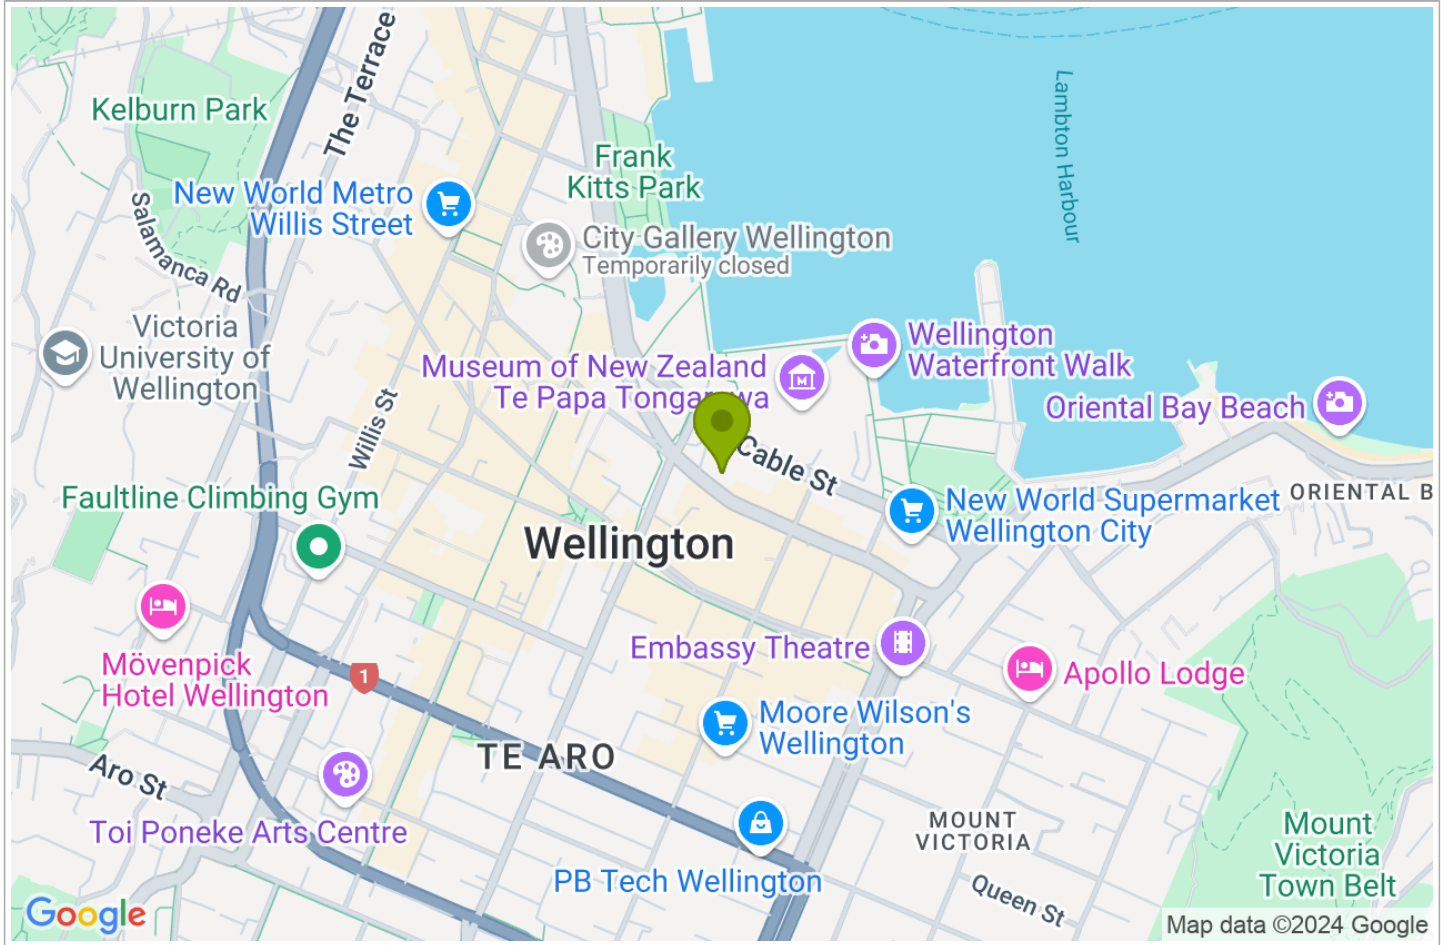 The Terrace
Kelburn Park
Lambton Harbour
Frank
Kitts Park
New World Metro
Willis Street
Salamanca Rd
City Gallery Wellington
Temporarily closed
Victoria
University of
Wellington
Wellington
Waterfront Walk
Museum of New Zealand
Te Papa Tongarewa
Oriental Bay Beach
Willis St
Cable St
Faultline Climbing Gym
New World Supermarket
Wellington City
ORIENTAL B
Wellington
Mövenpick
Hotel Wellington
1
Embassy Theatre
Apollo Lodge
Moore Wilson's
Wellington
TE ARO
Aro St
Toi Poneke Arts Centre
MOUNT
VICTORIA
Mount
Victoria
Town Belt
PB Tech Wellington
Queen St
Google
Map data ©2024 Google